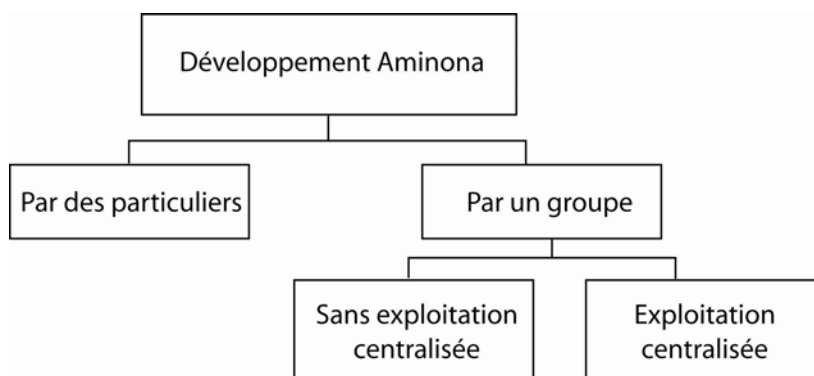 Développement Aminona
Par des particuliers
Par un groupe
Sans exploitation
centralisée
Exploitation
centralisée